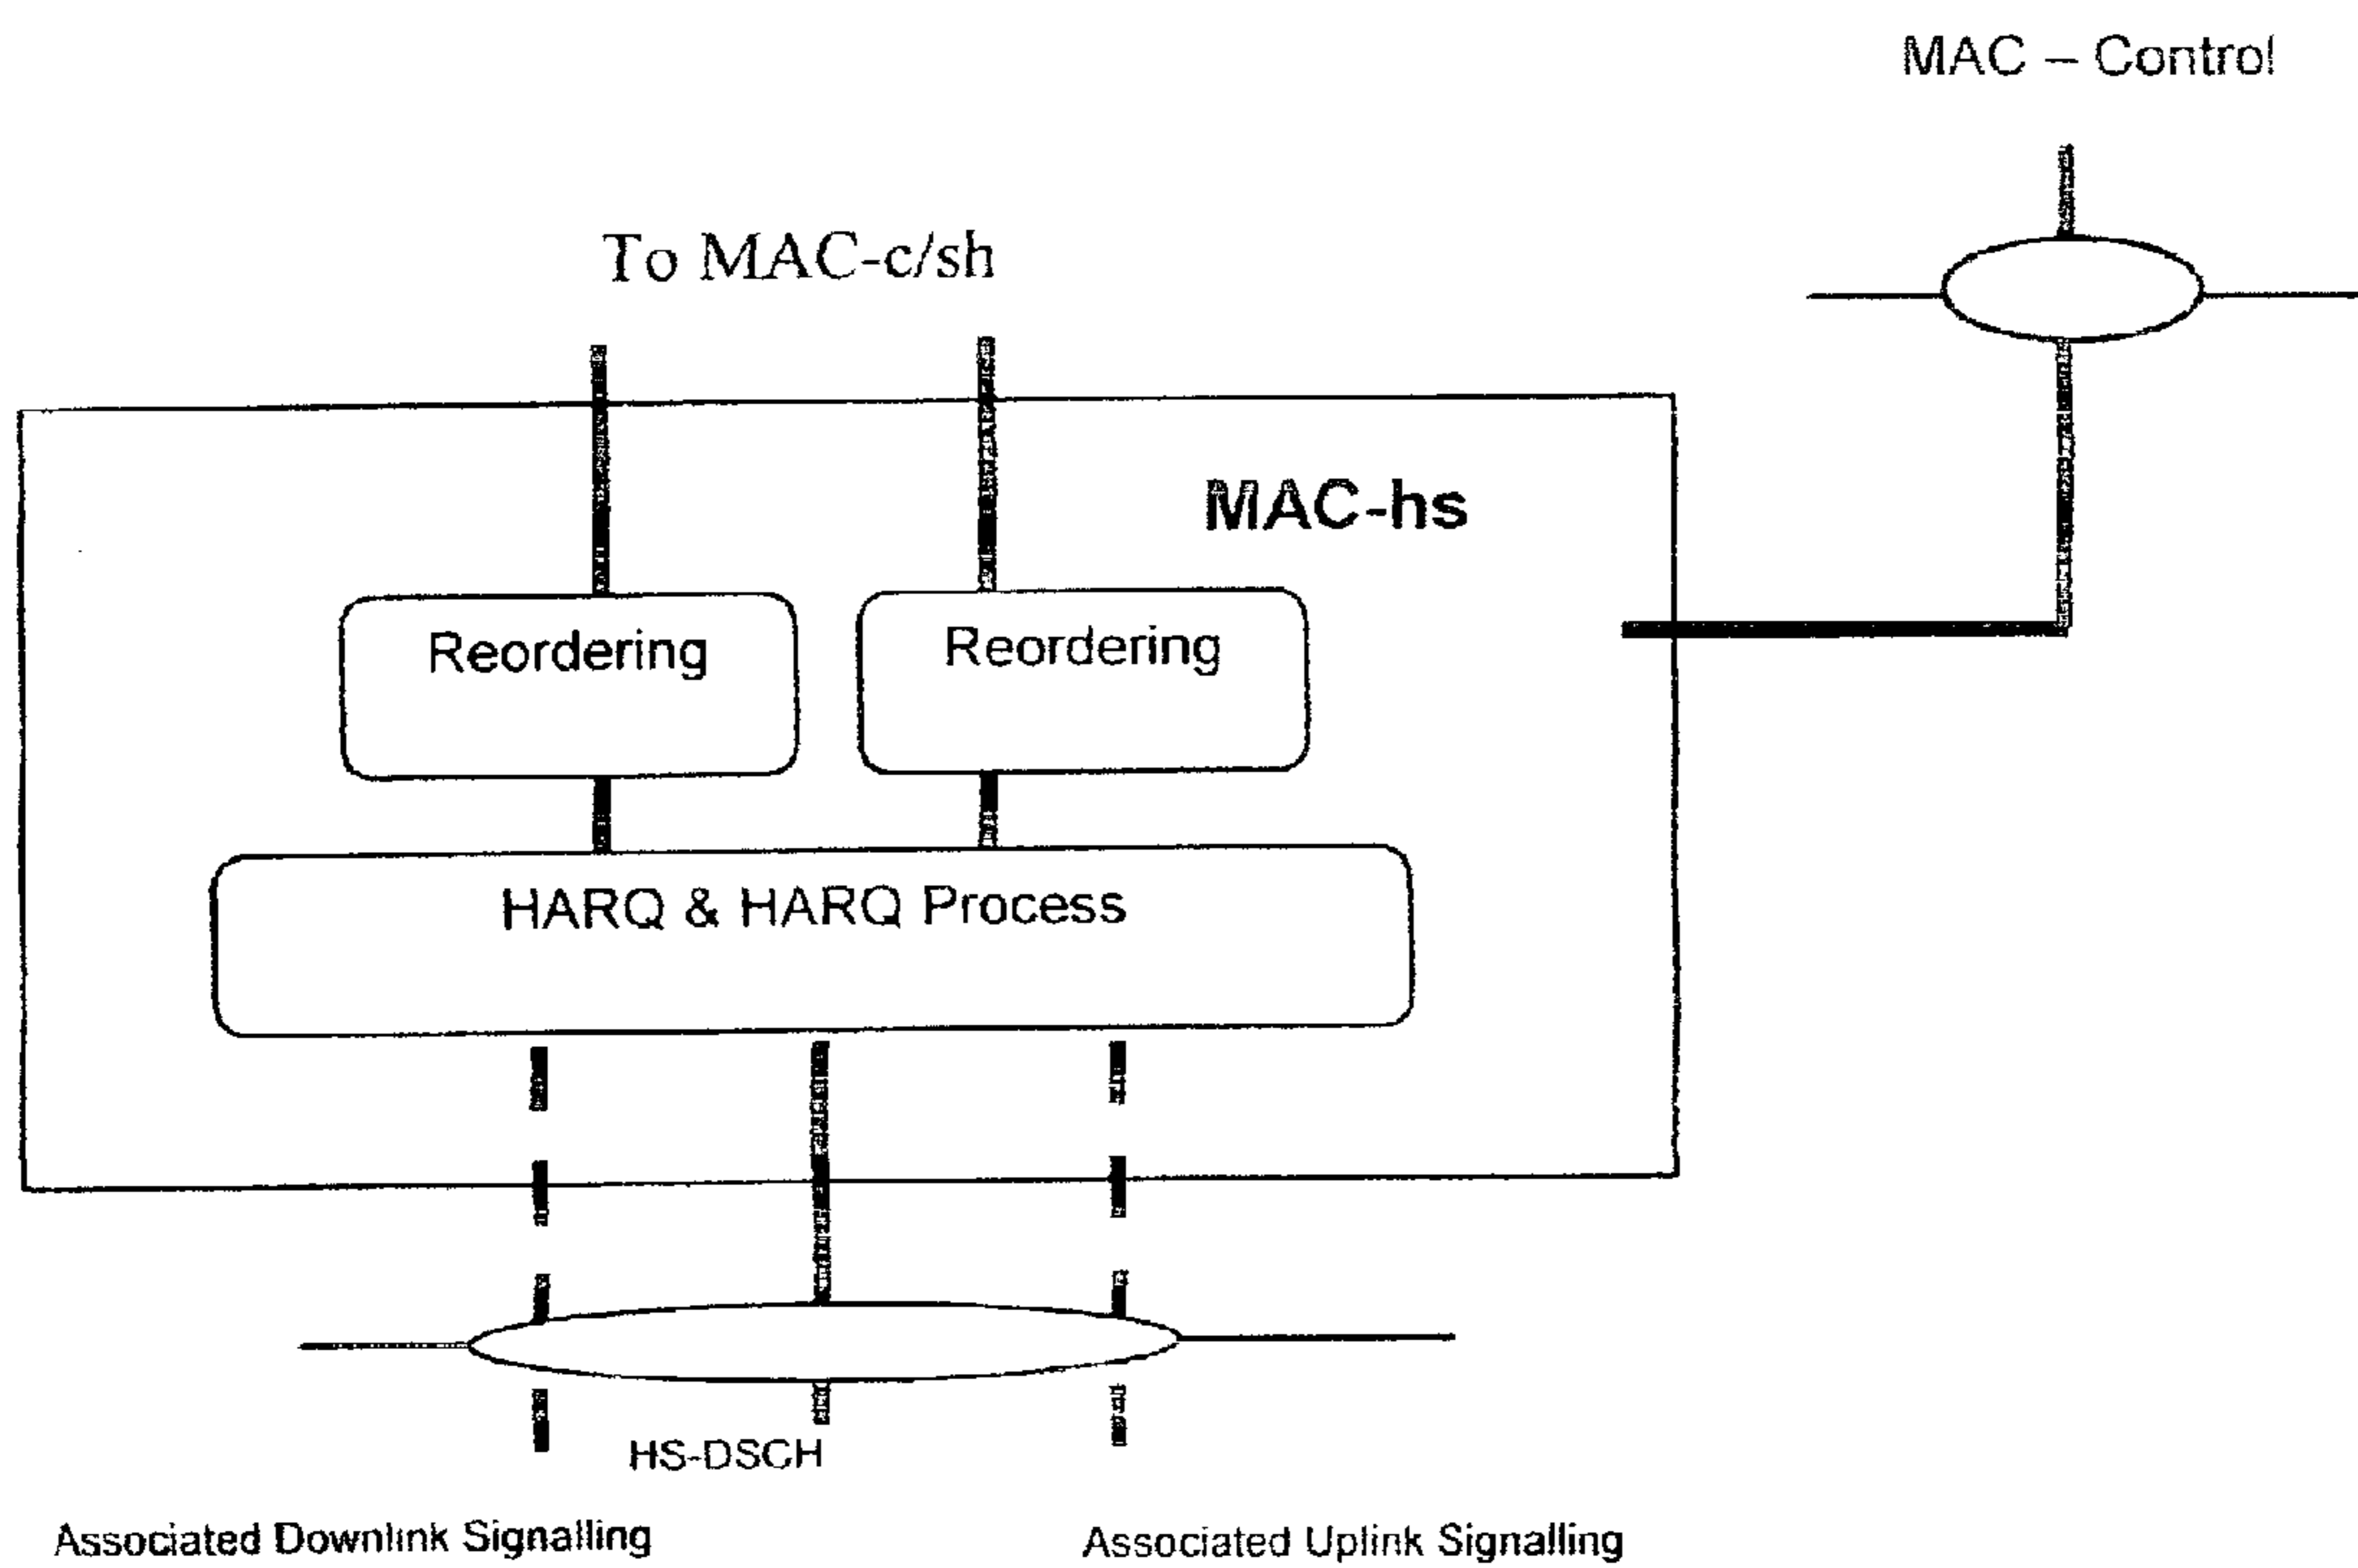 MAC – Control
To MAC-c/sh
MAC-hs
Reordering
Reordering
HARQ & HARQ Process
HS-DSCH
Associated Downlink Signalling
Associated Uplink Signalling